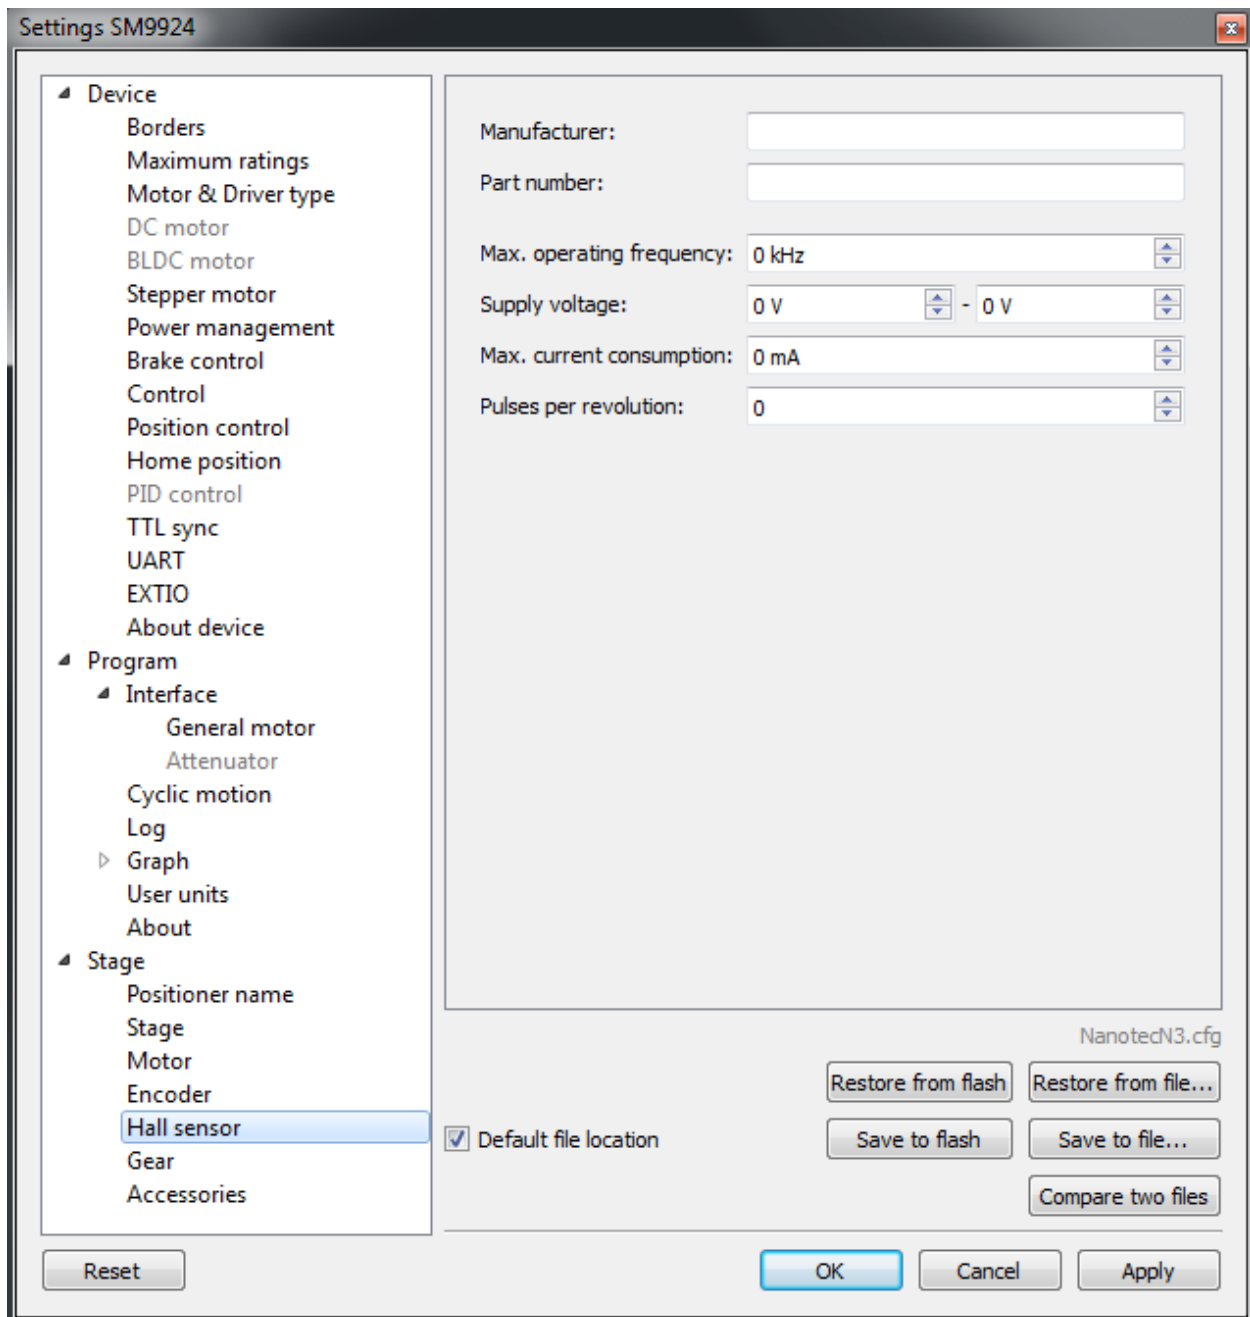 Settings SM9924
Device
Borders
Maximum ratings
Motor & Driver type
DC motor
BLDC motor
Stepper motor
Power management
Brake control
Control
Position control
Home position
PID control
TTL sync
UART
EXTIO
About device
Program
Interface
General motor
Attenuator
Cyclic motion
Log
Graph
User units
About
Stage
Positioner name
Stage
Motor
Encoder
Hall sensor
Gear
Accessories
Manufacturer:
Part number:
Max. operating frequency: 0 kHz
Supply voltage: 0 V - 0 V
Max. current consumption: 0 mA
Pulses per revolution: 0
NanotecN3.cfg
Restore from flash Restore from file...
Default file location Save to flash Save to file...
Compare two files
Reset OK Cancel Apply